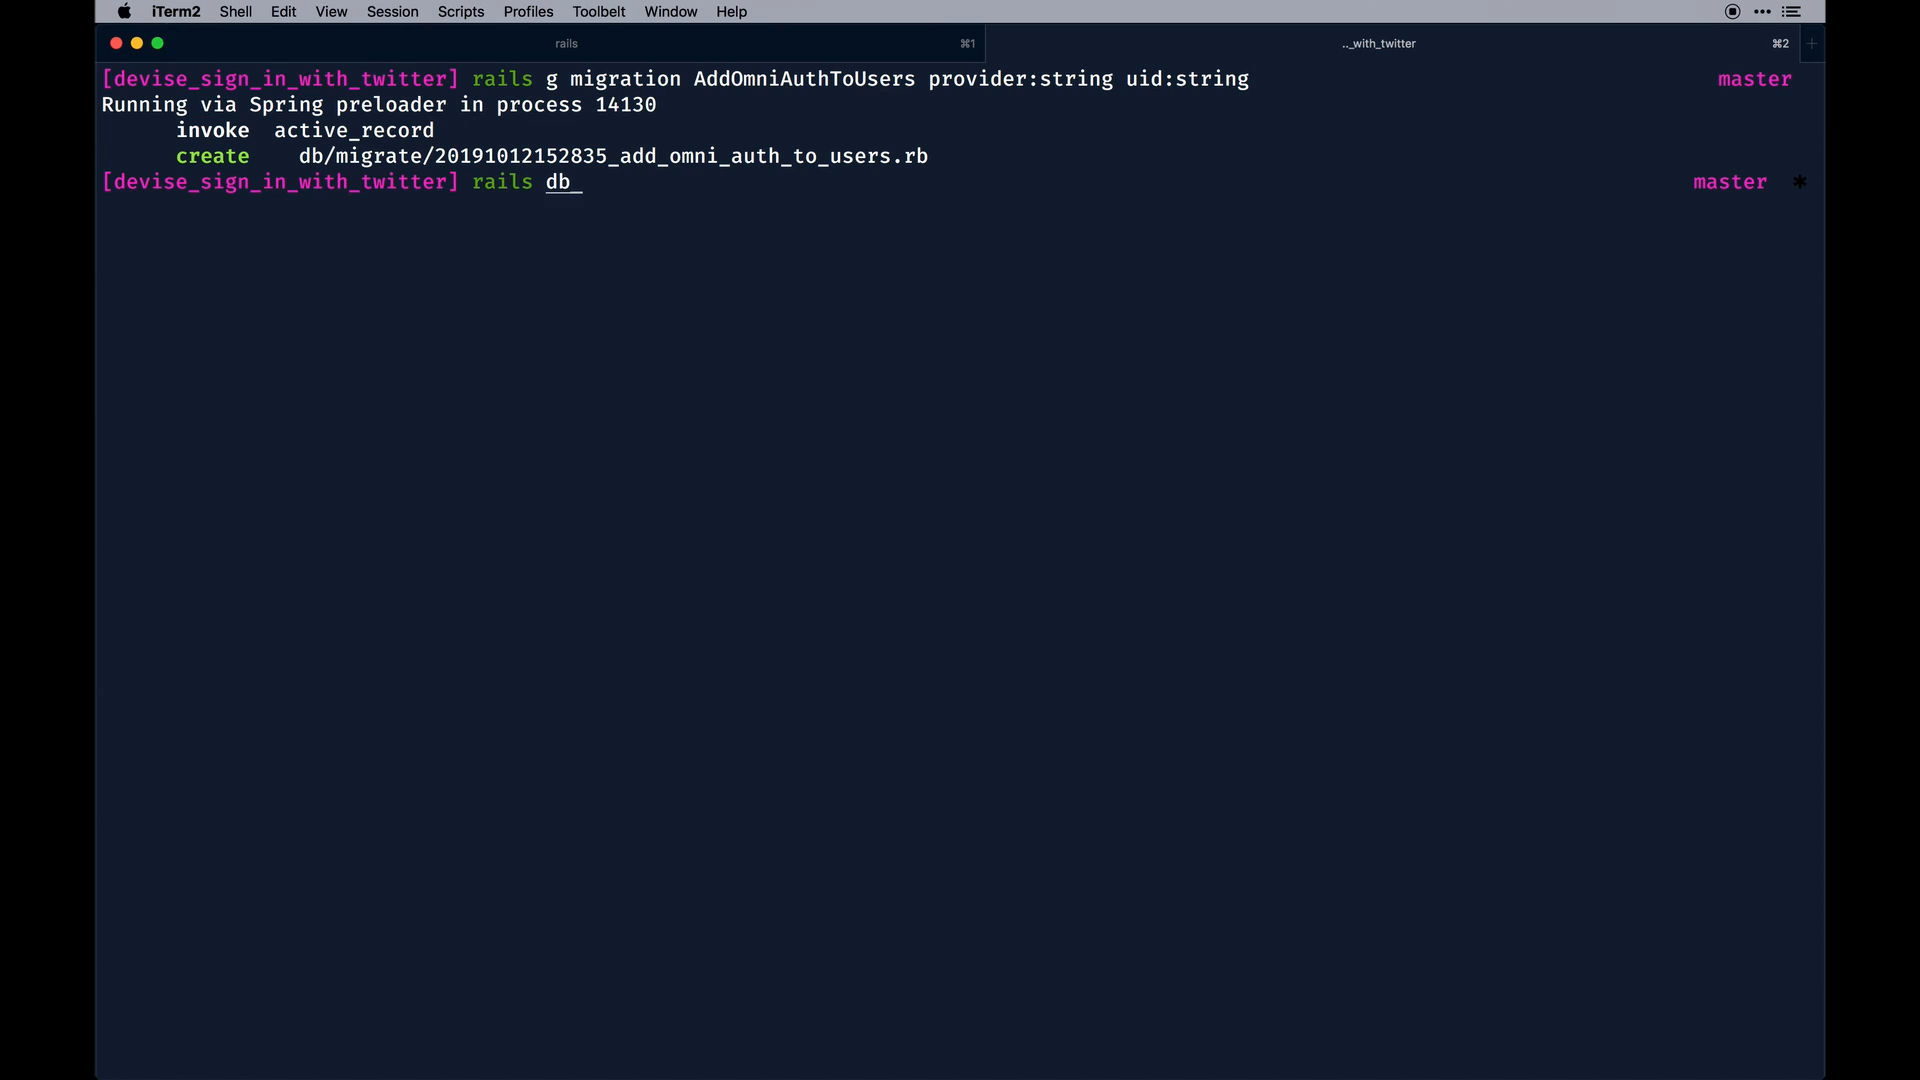 iTerm2 Shell Edit View Session Scripts Profiles Toolbelt Window Help
rails ⌘1 .._with_twitter ⌘2
[devise_sign_in_with_twitter] rails g migration AddOmniAuthToUsers provider:string uid:string master
Running via Spring preloader in process 14130
invoke active_record
create db/migrate/20191012152835_add_omni_auth_to_users.rb
[devise_sign_in_with_twitter] rails db_ master *